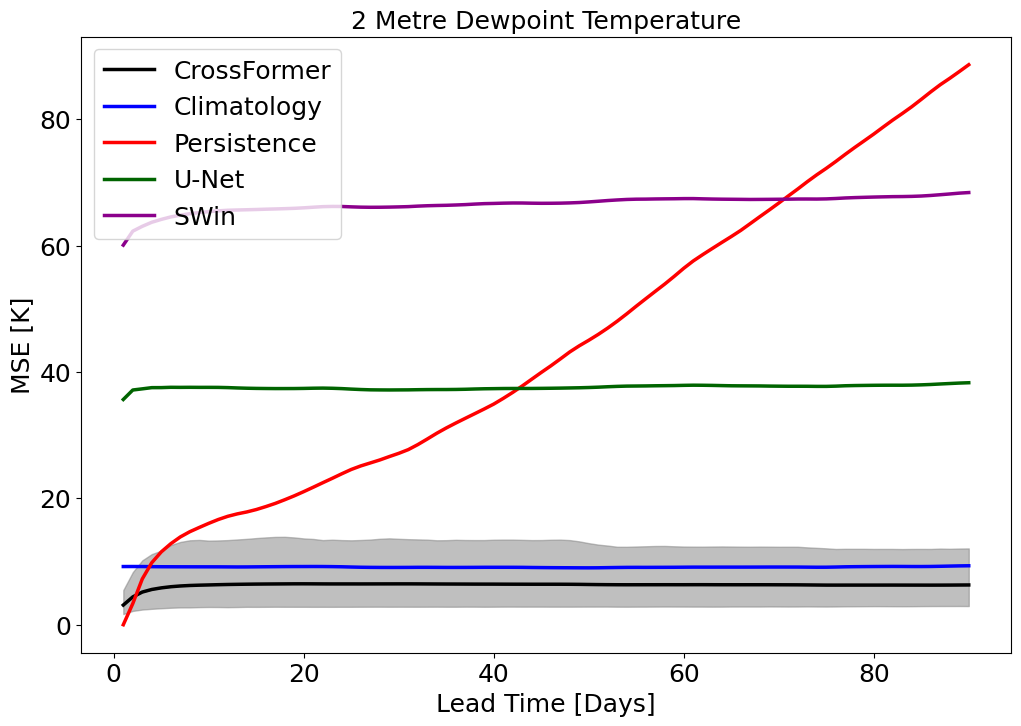 2 Metre Dewpoint Temperature
CrossFormer
Climatology
Persistence
U-Net
SWin
MSE [K]
80
60
40
20
0
0 20 40 60 80
Lead Time [Days]